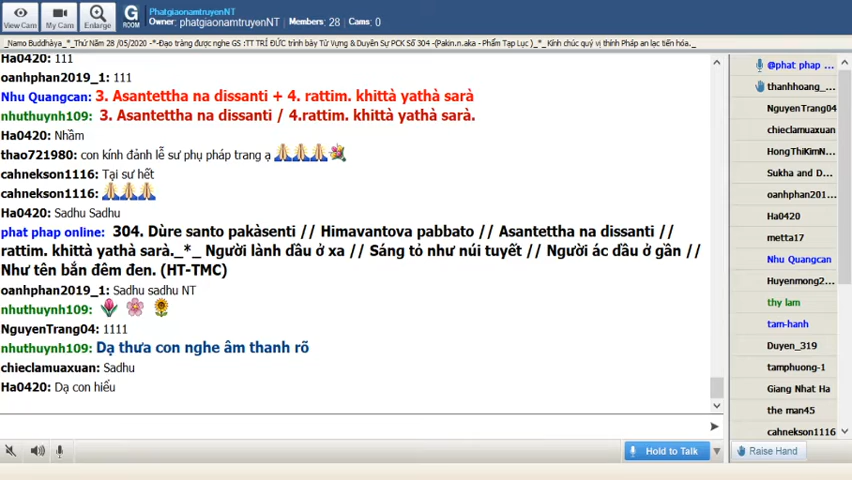 View Cam
My Cam
Enlarge
G
ROOM
PhatgiaonamtruyenNT
Owner: phatgiaonamtruyenNT | Members: 28 | Cams: 0
_Namo Buddhàya_*_Thứ Năm 28 /05/2020 -*-Đạo tràng được nghe GS :TT TRÍ ĐỨC trình bày Từ Vựng & Duyên Sự PCK Số 304 -(Pakin.n.aka - Phẩm Tạp Lục )_*_ Kính chúc quý vị thính Pháp an lạc tiến hóa._
Ha0420: 111
oanhphan2019_1: 111
Nhu Quangcan: 3. Asantettha na dissanti + 4. rattim. khittà yathà sarà
nhuthuynh109: 3. Asantettha na dissanti / 4.rattim. khittà yathà sarà.
Ha0420: Nhầm
thao721980: con kính đảnh lễ sư phụ pháp trang ạ
cahnekson1116: Tại sư hết
cahnekson1116:
Ha0420: Sadhu Sadhu
phat phap online: 304. Dùre santo pakàsenti // Himavantova pabbato // Asantettha na dissanti //
rattim. khittà yathà sarà._*_ Người lành dầu ở xa // Sáng tỏ như núi tuyết // Người ác dầu ở gần //
Như tên bắn đêm đen. (HT-TMC)
oanhphan2019_1: Sadhu sadhu NT
nhuthuynh109:
NguyenTrang04: 1111
nhuthuynh109: Dạ thưa con nghe âm thanh rõ
chieclamuaxuan: Sadhu
Ha0420: Dạ con hiểu
@phat phap ...
thanhhoang_...
NguyenTrang04
chieclamuaxuan
HongThiKimN...
Sukha and D...
oanhphan201...
Ha0420
metta17
Nhu Quangcan
Huyenmong2...
thy lam
tam-hanh
Duyen_319
tamphuong-1
Giang Nhat Ha
the man45
cahnekson1116
Hold to Talk
Raise Hand